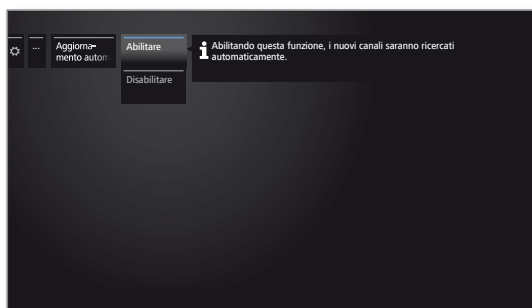 ...
Aggiorna-
mento autom
Abilitare
Disabilitare
Abilitando questa funzione, i nuovi canali saranno ricercati
automaticamente.